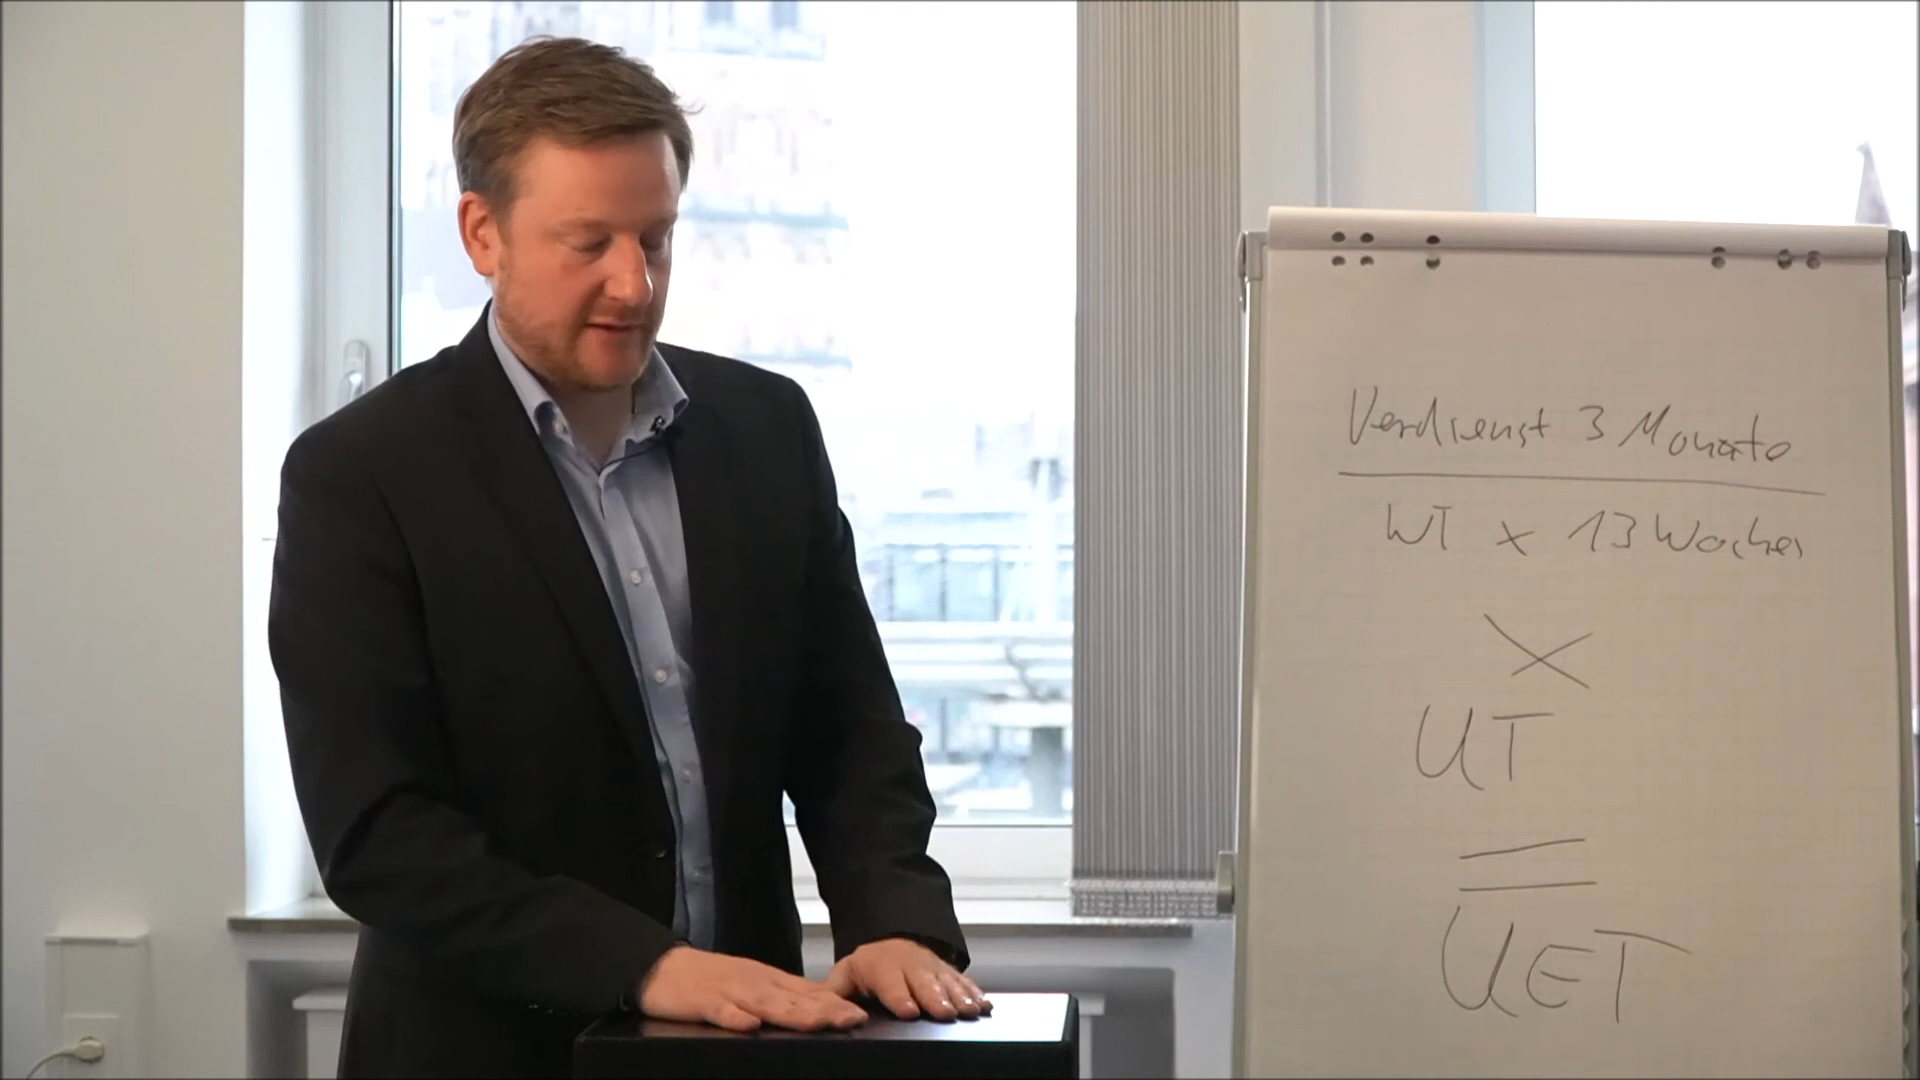 Verdienst 3 Monate
WT x 13 Wochen
X
UT
=
UET